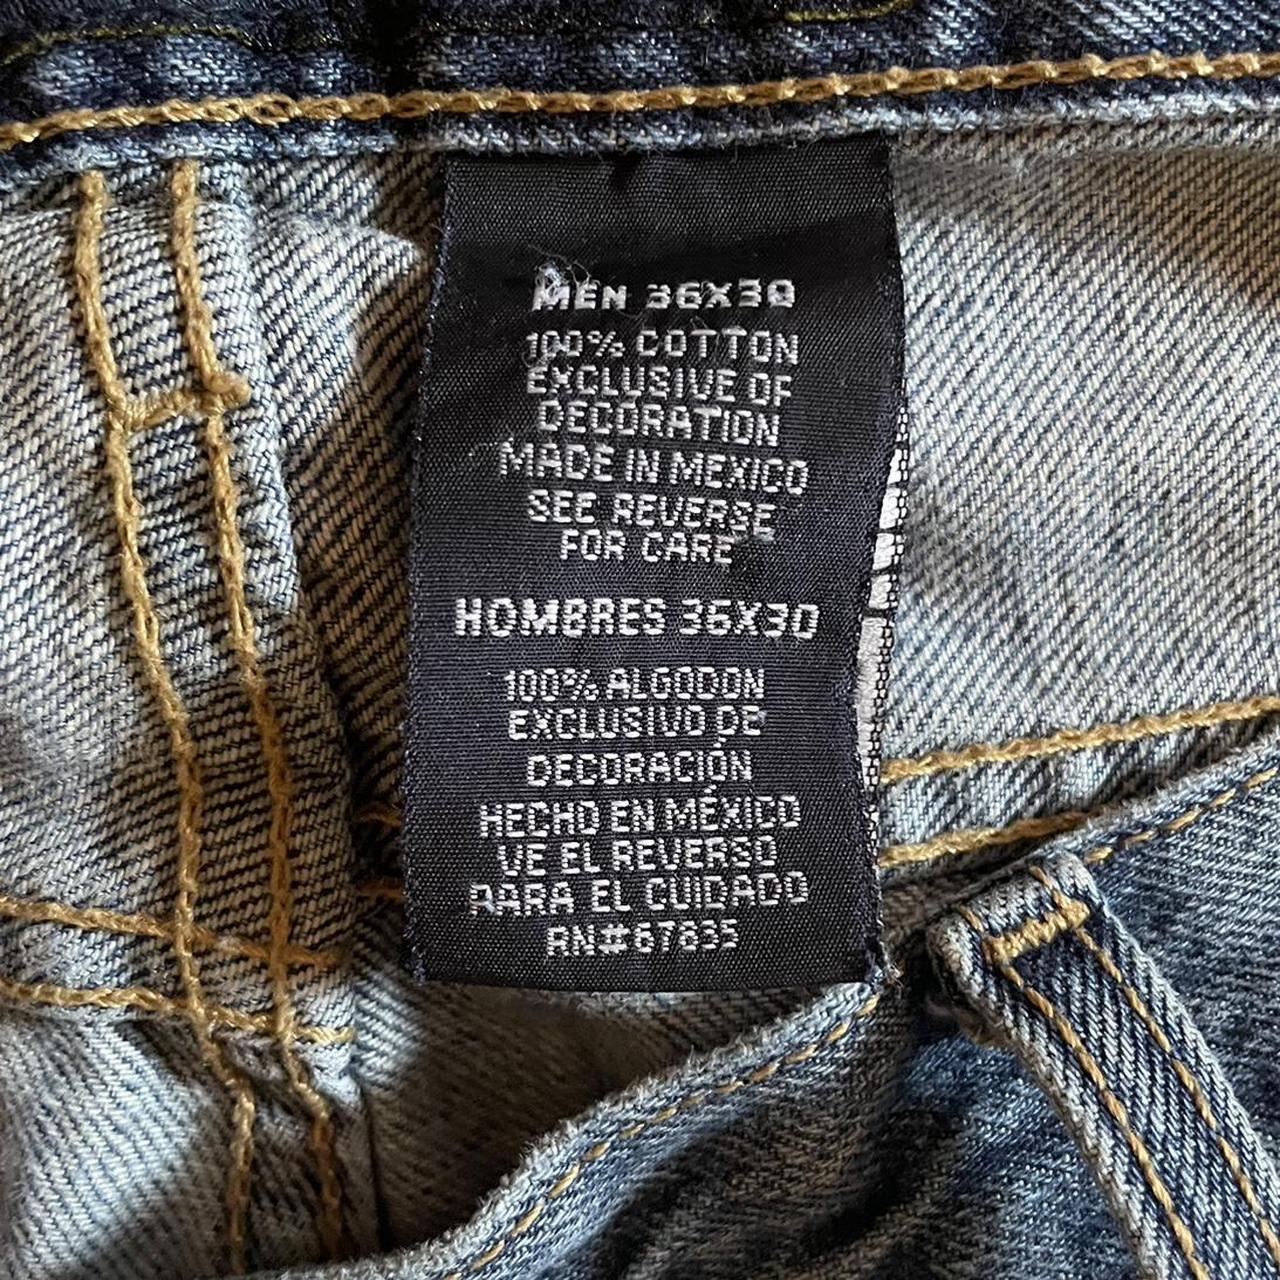 MEN 36X30
100% COTTON
EXCLUSIVE OF
DECORATION
MADE IN MEXICO
SEE REVERSE
FOR CARE
HOMBRES 36X30
100% ALGODON
EXCLUSIVO DE
DECORACIÓN
HECHO EN MÉXICO
VE EL REVERSO
PARA EL CUIDADO
RN#67835